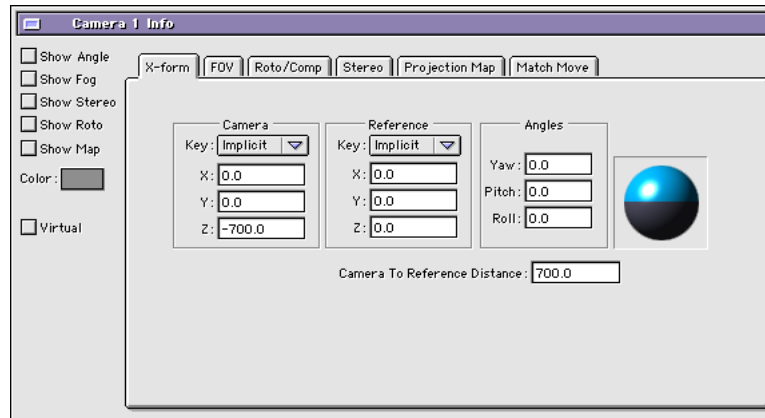 Camera 1 Info
Show Angle
Show Fog
Show Stereo
Show Roto
Show Map
Color:
Virtual
X-form FOV Roto/Comp Stereo Projection Map Match Move
Camera Reference Angles
Key: Implicit Key: Implicit
X: 0.0 X: 0.0 Yaw: 0.0
Y: 0.0 Y: 0.0 Pitch: 0.0
Z: -700.0 Z: 0.0 Roll: 0.0
Camera To Reference Distance: 700.0